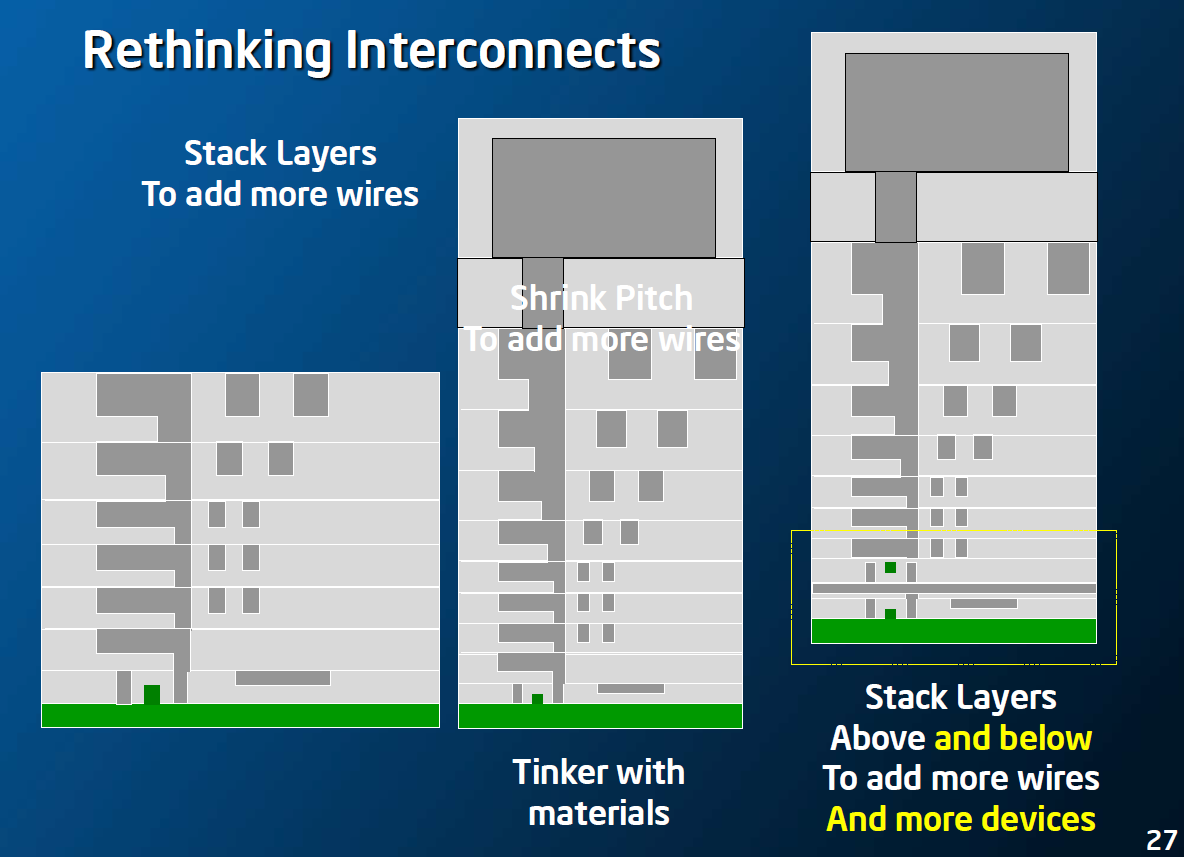 Rethinking Interconnects
Stack Layers
To add more wires
Shrink Pitch
To add more wires
Tinker with
materials
Stack Layers
Above and below
To add more wires
And more devices
27